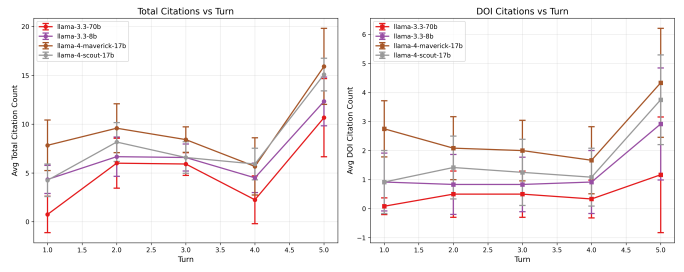 Total Citations vs Turn
llama-3.3-70b
llama-3.3-8b
llama-4-maverick-17b
llama-4-scout-17b
Avg Total Citation Count
15
10
5
0
1.0 1.5 2.0 2.5 3.0 3.5 4.0 4.5 5.0
Turn
DOI Citations vs Turn
llama-3.3-70b
llama-3.3-8b
llama-4-maverick-17b
llama-4-scout-17b
Avg DOI Citation Count
6
5
4
3
2
1
0
−1
1.0 1.5 2.0 2.5 3.0 3.5 4.0 4.5 5.0
Turn